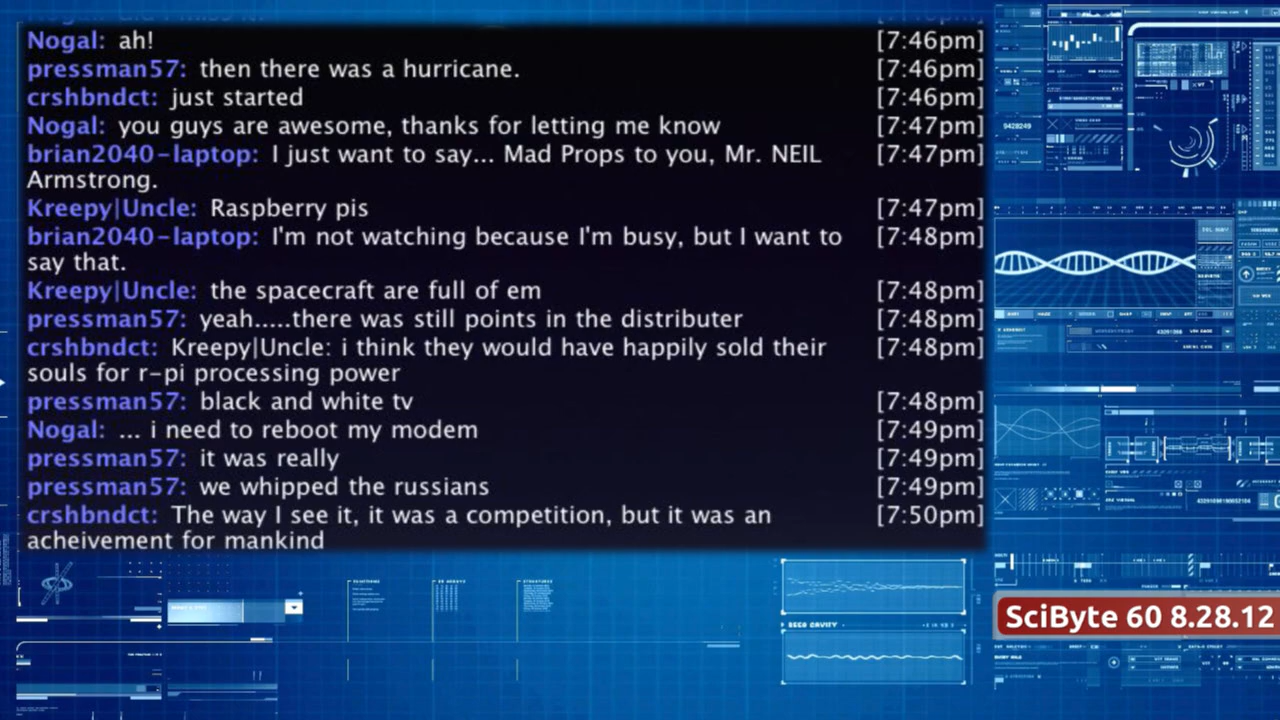 Nogal: ah! [7:46pm]
pressman57: then there was a hurricane. [7:46pm]
crshbndct: just started [7:46pm]
Nogal: you guys are awesome, thanks for letting me know [7:47pm]
brian2040-laptop: I just want to say... Mad Props to you, Mr. NEIL [7:47pm]
Armstrong.
Kreepy|Uncle: Raspberry pis [7:47pm]
brian2040-laptop: I'm not watching becaue I'm busy, but I want to [7:48pm]
say that.
Kreepy|Uncle: the spacecraft are full of em [7:48pm]
pressman57: yeah.....there was still points in the distributer [7:48pm]
crshbndct: Kreepy|Uncle: i think they would have happily sold their [7:48pm]
souls for r-pi processing power
pressman57: black and white tv [7:48pm]
Nogal: ... i need to reboot my modem [7:49pm]
pressman57: it was really [7:49pm]
pressman57: we whipped the russians [7:49pm]
crshbndct: The way I see it, it was a competition, but it was an [7:50pm]
acheivement for mankind
9428249
SciByte 60 8.28.12